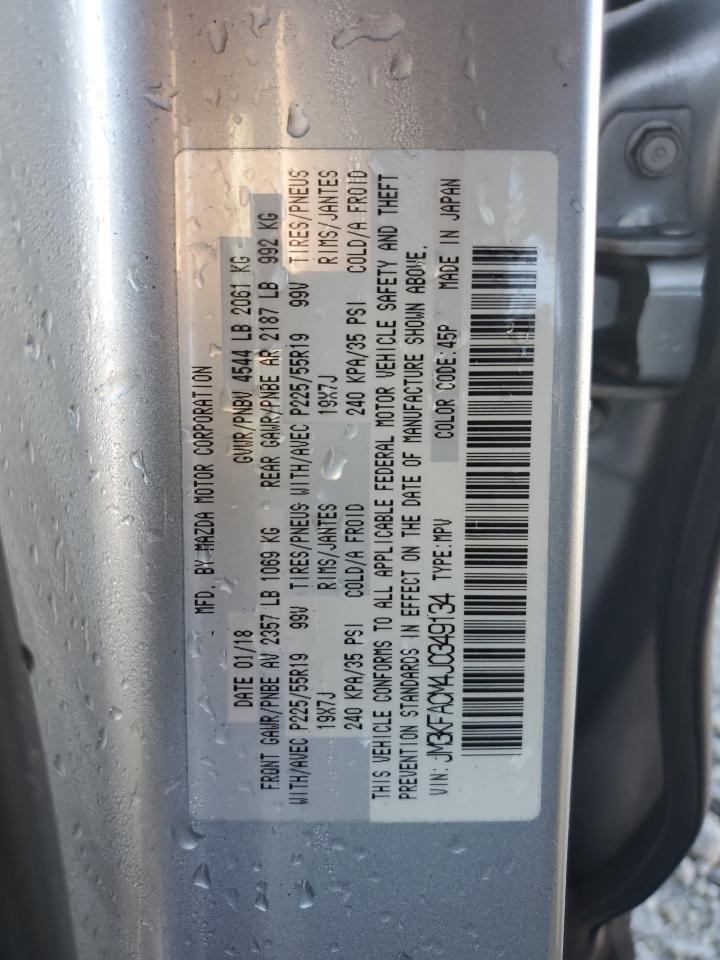 MFD. BY MAZDA MOTOR CORPORATION
DATE 01/18 GVWR/PNBV 4544 LB 2061 KG
FRONT GAWR/PNBE AV 2357 LB 1069 KG REAR GAWR/PNBE AR 2187 LB 992 KG
WITH/AVEC P225/55R19 99V TIRES/PNEUS WITH/AVEC P225/55R19 99V TIRES/PNEUS
19X7J RIMS/JANTES 19X7J RIMS/JANTES
240 KPA/35 PSI COLD/A FROID 240 KPA/35 PSI COLD/A FROID
THIS VEHICLE CONFORMS TO ALL APPLICABLE FEDERAL MOTOR VEHICLE SAFETY AND THEFT
PREVENTION STANDARDS IN EFFECT ON THE DATE OF MANUFACTURE SHOWN ABOVE.
VIN: JM3KFACM4J0349134 TYPE:MPV COLOR CODE:45P MADE IN JAPAN